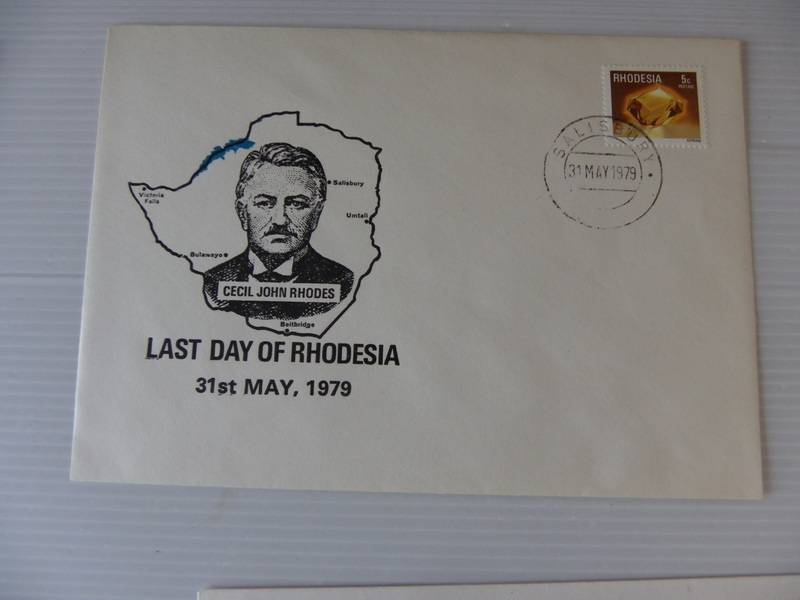 RHODESIA 5c
POSTAGE
SALISBURY
31 MAY 1979
Salisbury
Victoria
Falls
Umtali
Bulawayo
CECIL JOHN RHODES
Beitbridge
LAST DAY OF RHODESIA
31st MAY, 1979